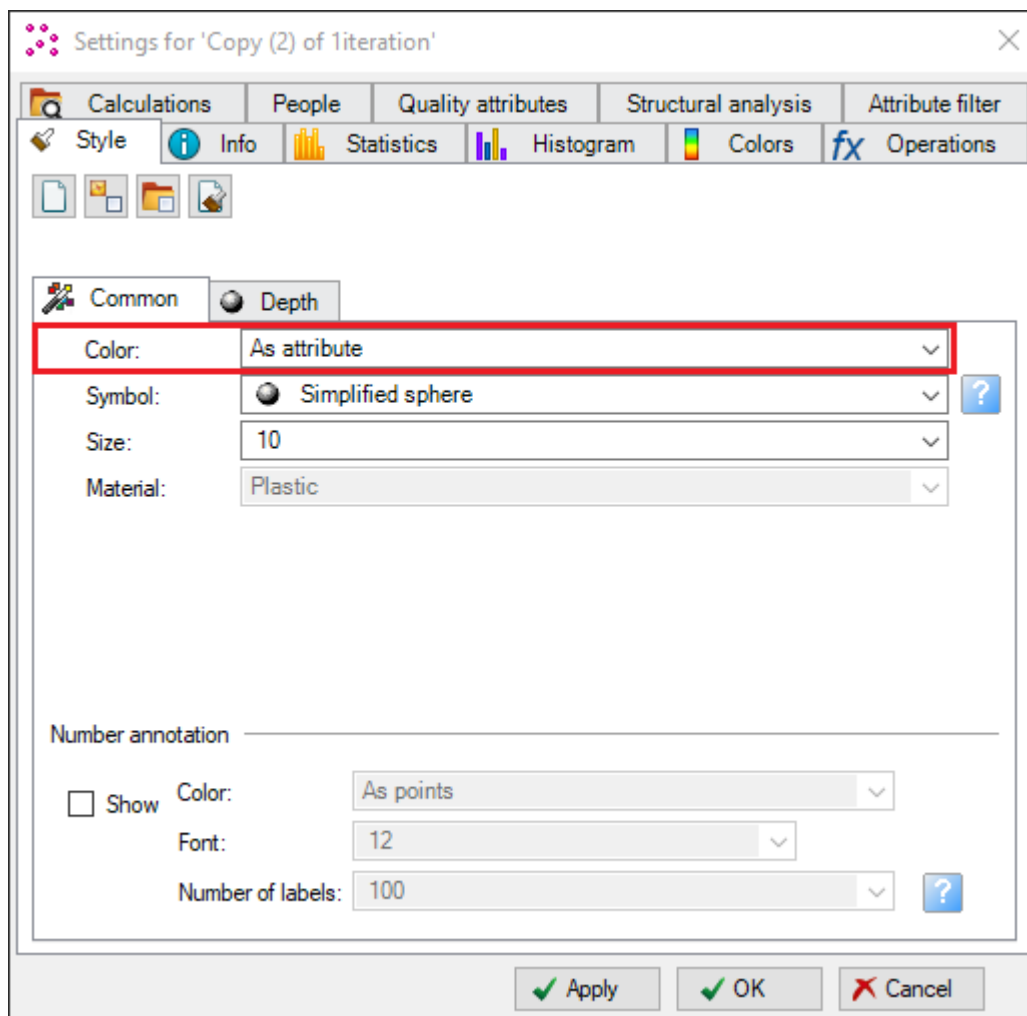 Settings for 'Copy (2) of 1iteration'
Calculations People Quality attributes Structural analysis Attribute filter
Style Info Statistics Histogram Colors fx Operations
Common Depth
Color: As attribute
Symbol: Simplified sphere ?
Size: 10
Material: Plastic
Number annotation
Show Color: As points
Font: 12
Number of labels: 100 ?
Apply OK Cancel